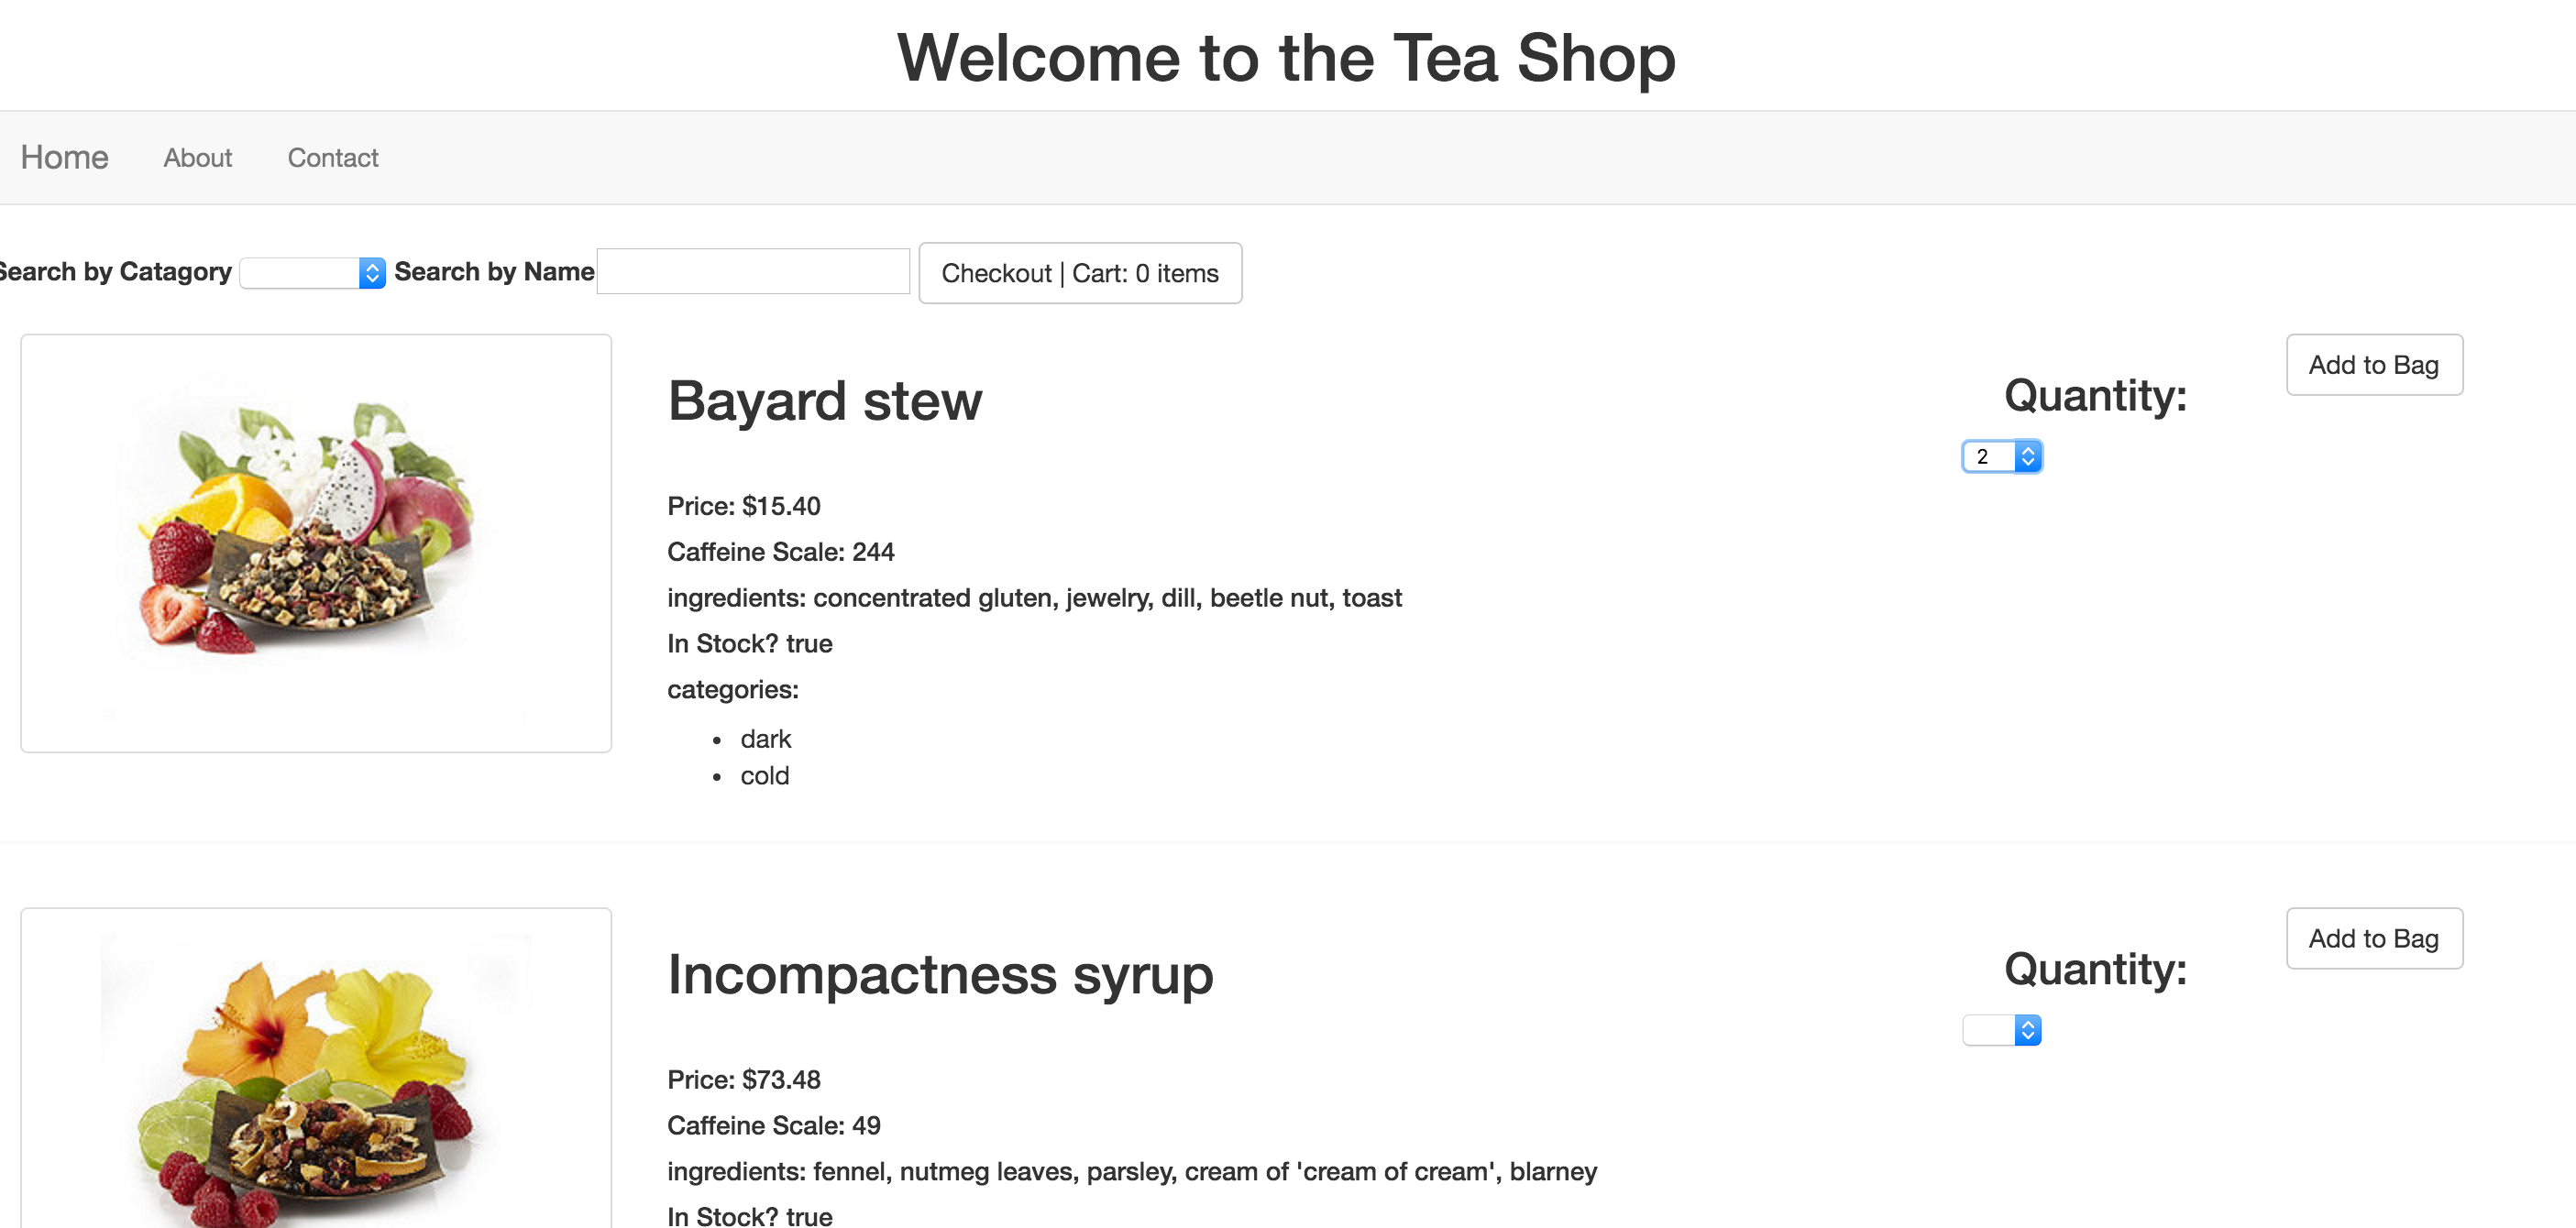 Welcome to the Tea Shop
Home About Contact
Search by Catagory Search by Name Checkout | Cart: 0 items
Bayard stew
Quantity:
Add to Bag
2
Price: $15.40
Caffeine Scale: 244
ingredients: concentrated gluten, jewelry, dill, beetle nut, toast
In Stock? true
categories:
• dark
• cold
Incompactness syrup
Quantity:
Add to Bag
Price: $73.48
Caffeine Scale: 49
ingredients: fennel, nutmeg leaves, parsley, cream of 'cream of cream', blarney
In Stock? true